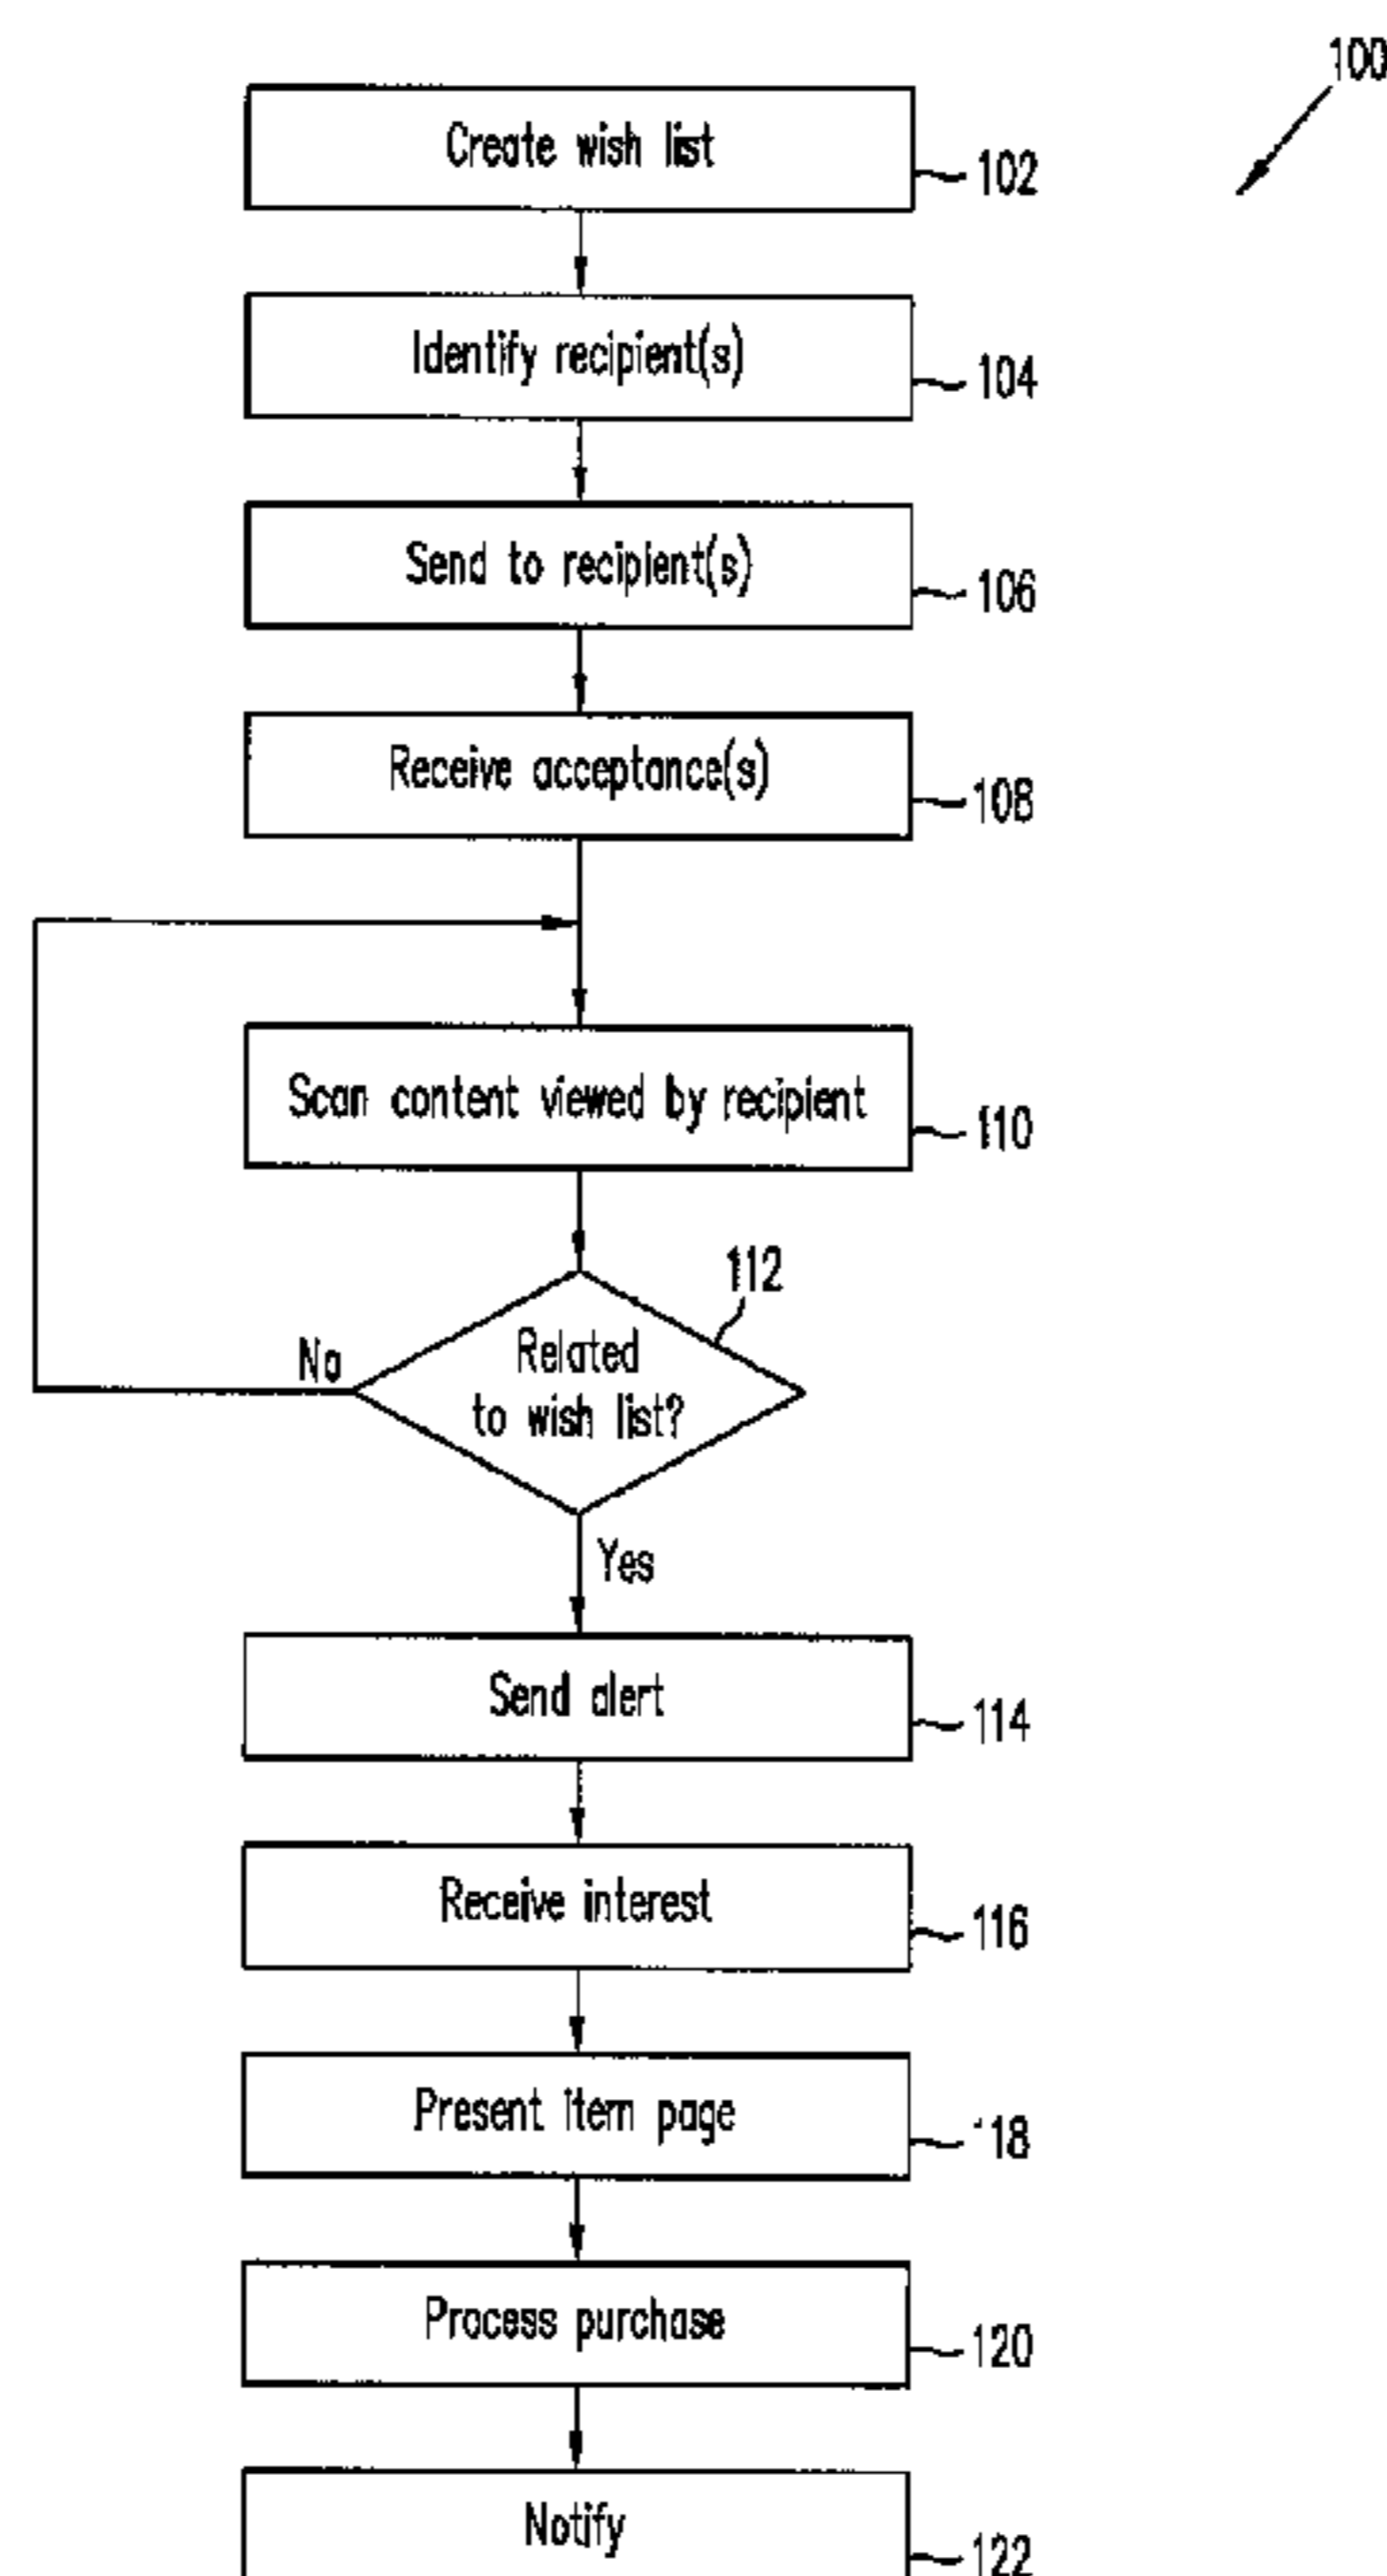 100
Create wish list
102
Identify recipient(s)
104
Send to recipient(s)
106
Receive acceptance(s)
108
Scan content viewed by recipient
110
112
Related
to wish list?
No
Yes
Send alert
114
Receive interest
116
Present item page
118
Process purchase
120
Notify
122